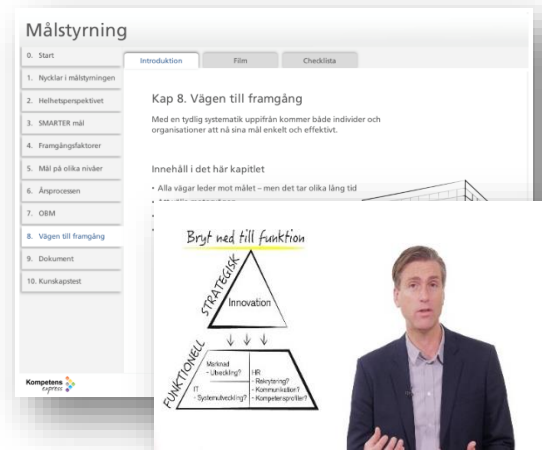 Målstyrning
0. Start
1. Nycklar i målstyrningen
2. Helhetsperspektivet
3. SMARTER mål
4. Framgångsfaktorer
5. Mål på olika nivåer
6. Årsprocessen
7. OBM
8. Vägen till framgång
9. Dokument
10. Kunskapstest
Introduktion
Film
Checklista
Kap 8. Vägen till framgång
Med en tydlig systematik uppifrån kommer både individer och
organisationer att nå sina mål enkelt och effektivt.
Innehåll i det här kapitlet
• Alla vägar leder mot målet – men det tar olika lång tid
Kompetens
express
Bryt ned till funktion
STRATEGISK
Innovation
FUNKTIONELL
Marknad
- Utveckling?
IT
- Systemutveckling?
HR
- Rekrytering?
- Kommunikation?
- Kompetensprofiler?